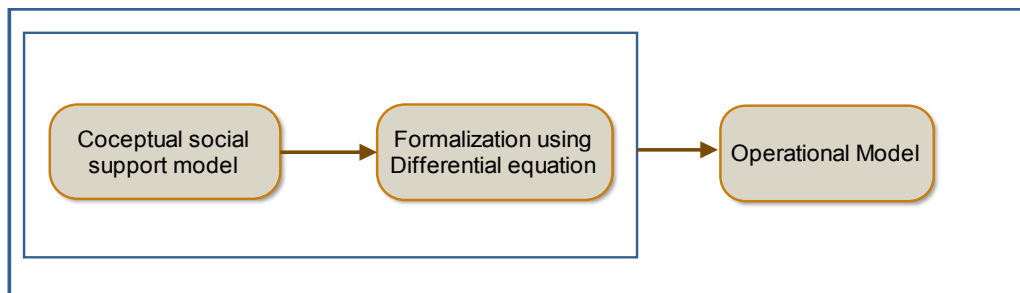 Coceptual social
support model
Formalization using
Differential equation
Operational Model